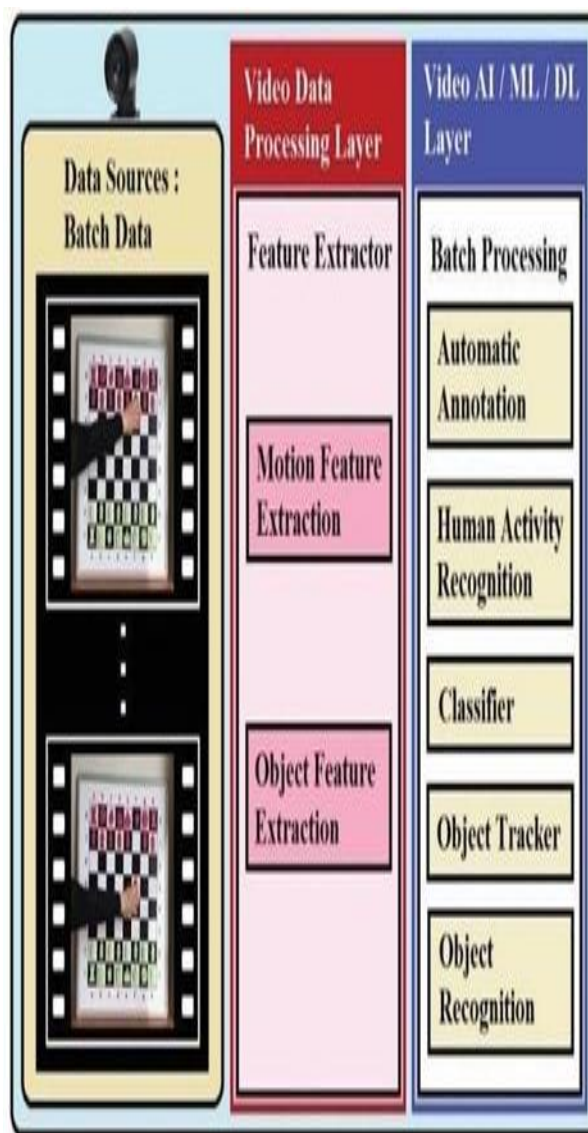 Data Sources :
Batch Data
Video Data
Processing Layer
Feature Extractor
Motion Feature
Extraction
Object Feature
Extraction
Video AI / ML / DL
Layer
Batch Processing
Automatic
Annotation
Human Activity
Recognition
Classifier
Object Tracker
Object
Recognition